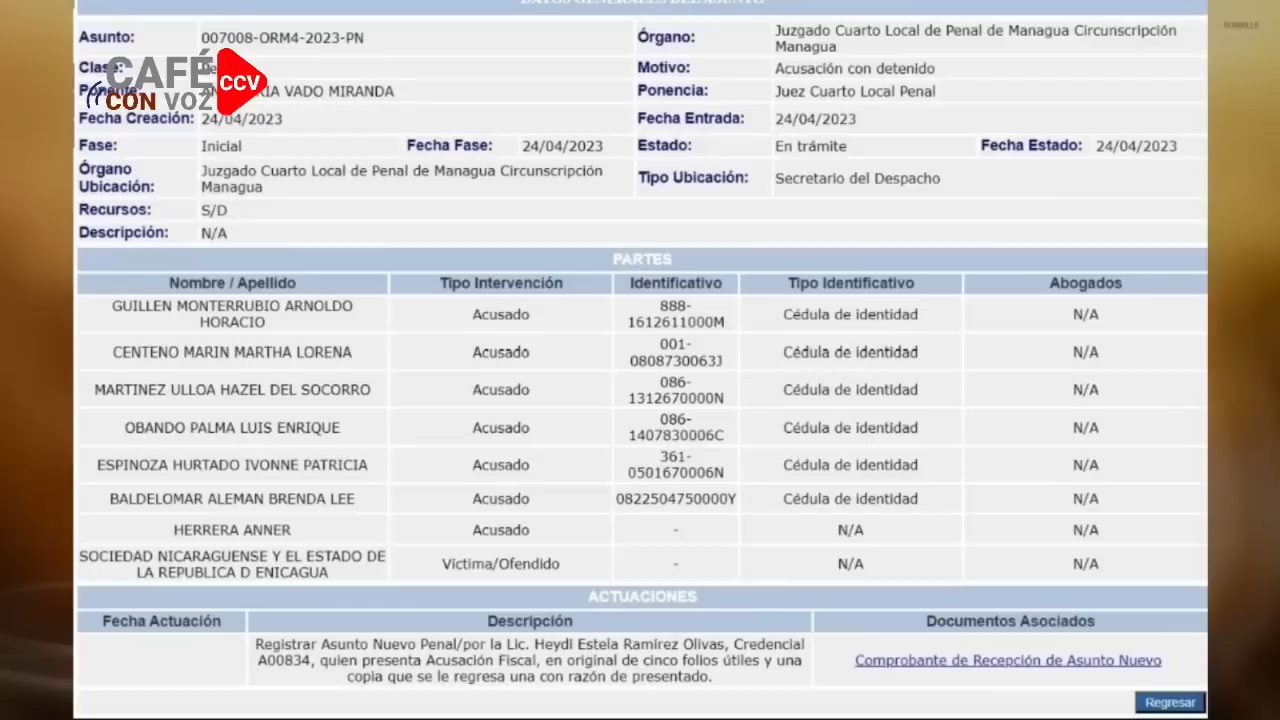 DATOS GENERALES DEL ASUNTO
Asunto: 007008-ORM4-2023-PN Órgano: Juzgado Cuarto Local de Penal de Managua Circunscripción
Managua
Clase: Motivo: Acusación con detenido
CAFÉ
CON VOZ
CCV
VADO MIRANDA Ponencia: Juez Cuarto Local Penal
Fecha Creación: 24/04/2023 Fecha Entrada: 24/04/2023
Fase: Inicial Fecha Fase: 24/04/2023 Estado: En trámite Fecha Estado: 24/04/2023
Órgano
Ubicación: Juzgado Cuarto Local de Penal de Managua Circunscripción
Managua
Tipo Ubicación: Secretario del Despacho
Recursos: S/D
Descripción: N/A
PARTES
Nombre / Apellido Tipo Intervención Identificativo Tipo Identificativo Abogados
GUILLEN MONTERRUBIO ARNOLDO
HORACIO
Acusado 888-
1612611000M
Cédula de identidad N/A
CENTENO MARIN MARTHA LORENA Acusado 001-
0808730063J
Cédula de identidad N/A
MARTINEZ ULLOA HAZEL DEL SOCORRO Acusado 086-
1312670000N
Cédula de identidad N/A
OBANDO PALMA LUIS ENRIQUE Acusado 086-
1407830006C
Cédula de identidad N/A
ESPINOZA HURTADO IVONNE PATRICIA Acusado 361-
0501670006N
Cédula de identidad N/A
BALDELOMAR ALEMAN BRENDA LEE Acusado 0822504750000Y Cédula de identidad N/A
HERRERA ANNER Acusado - N/A N/A
SOCIEDAD NICARAGUENSE Y EL ESTADO DE
LA REPUBLICA D ENICAGUA
Víctima/Ofendido - N/A N/A
ACTUACIONES
Fecha Actuación Descripción Documentos Asociados
Registrar Asunto Nuevo Penal/por la Lic. Heydi Estela Ramirez Olivas, Credencial
A00834, quien presenta Acusación Fiscal, en original de cinco folios útiles y una
copia que se le regresa una con razón de presentado.
Comprobante de Recepción de Asunto Nuevo
Regresar